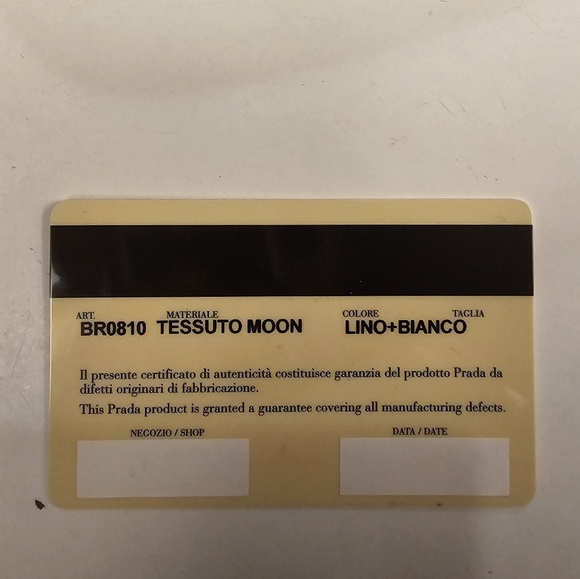 ART. MATERIALE COLORE TAGLIA
BR0810 TESSUTO MOON LINO+BIANCO
Il presente certificato di autenticità costituisce garanzia del prodotto Prada da
difetti originari di fabbricazione.
This Prada product is granted a guarantee covering all manufacturing defects.
NEGOZIO / SHOP DATA / DATE